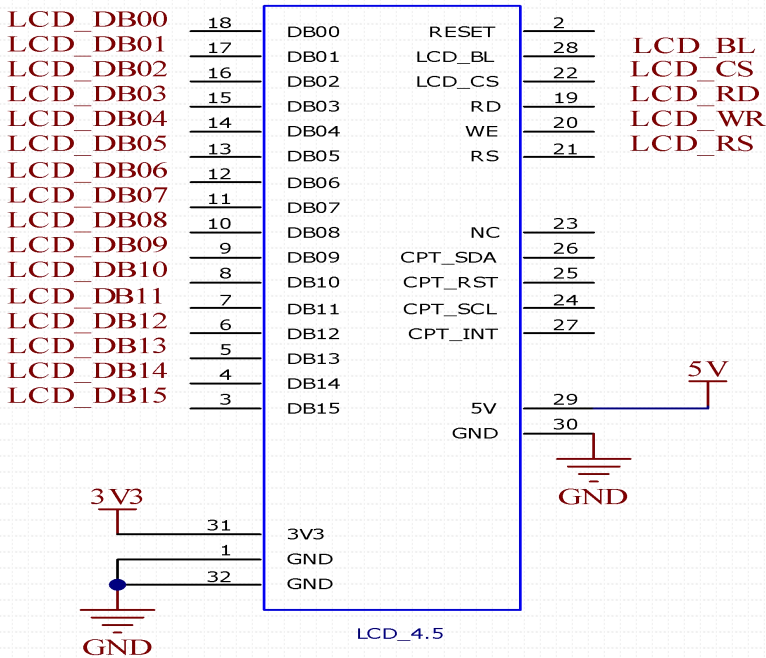 LCD_DB00 18 DB00 RESET 2
LCD_DB01 17 DB01 LCD_BL 28 LCD_BL
LCD_DB02 16 DB02 LCD_CS 22 LCD_CS
LCD_DB03 15 DB03 RD 19 LCD_RD
LCD_DB04 14 DB04 WE 20 LCD_WR
LCD_DB05 13 DB05 RS 21 LCD_RS
LCD_DB06 12 DB06
LCD_DB07 11 DB07
LCD_DB08 10 DB08 NC 23
LCD_DB09 9 DB09 CPT_SDA 26
LCD_DB10 8 DB10 CPT_RST 25
LCD_DB11 7 DB11 CPT_SCL 24
LCD_DB12 6 DB12 CPT_INT 27
LCD_DB13 5 DB13
LCD_DB14 4 DB14 5V
LCD_DB15 3 DB15 5V 29
GND 30
GND
3V3
31 3V3
1 GND
32 GND
GND
LCD_4.5